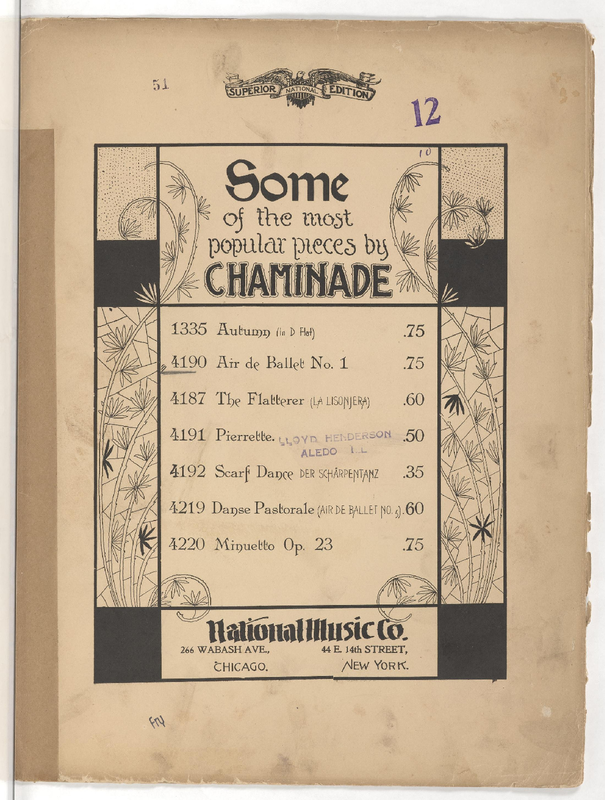 51
SUPERIOR NATIONAL EDITION
12
10
Some
of the most
popular pieces by
CHAMINADE
1335 Autumn (in D flat) .75
4190 Air de Ballet No. 1 .75
4187 The Flatterer (LA LISONJERA) .60
4191 Pierrette. .50
LLOYD HENDERSON
ALEDO ILL
4192 Scarf Dance DER SCHÄRPENTANZ .35
4219 Danse Pastorale (AIR DE BALLET NO. 5) .60
4220 Minuetto Op. 23 .75
National Music Co.
266 WABASH AVE., 44 E. 14th STREET,
CHICAGO. NEW YORK.